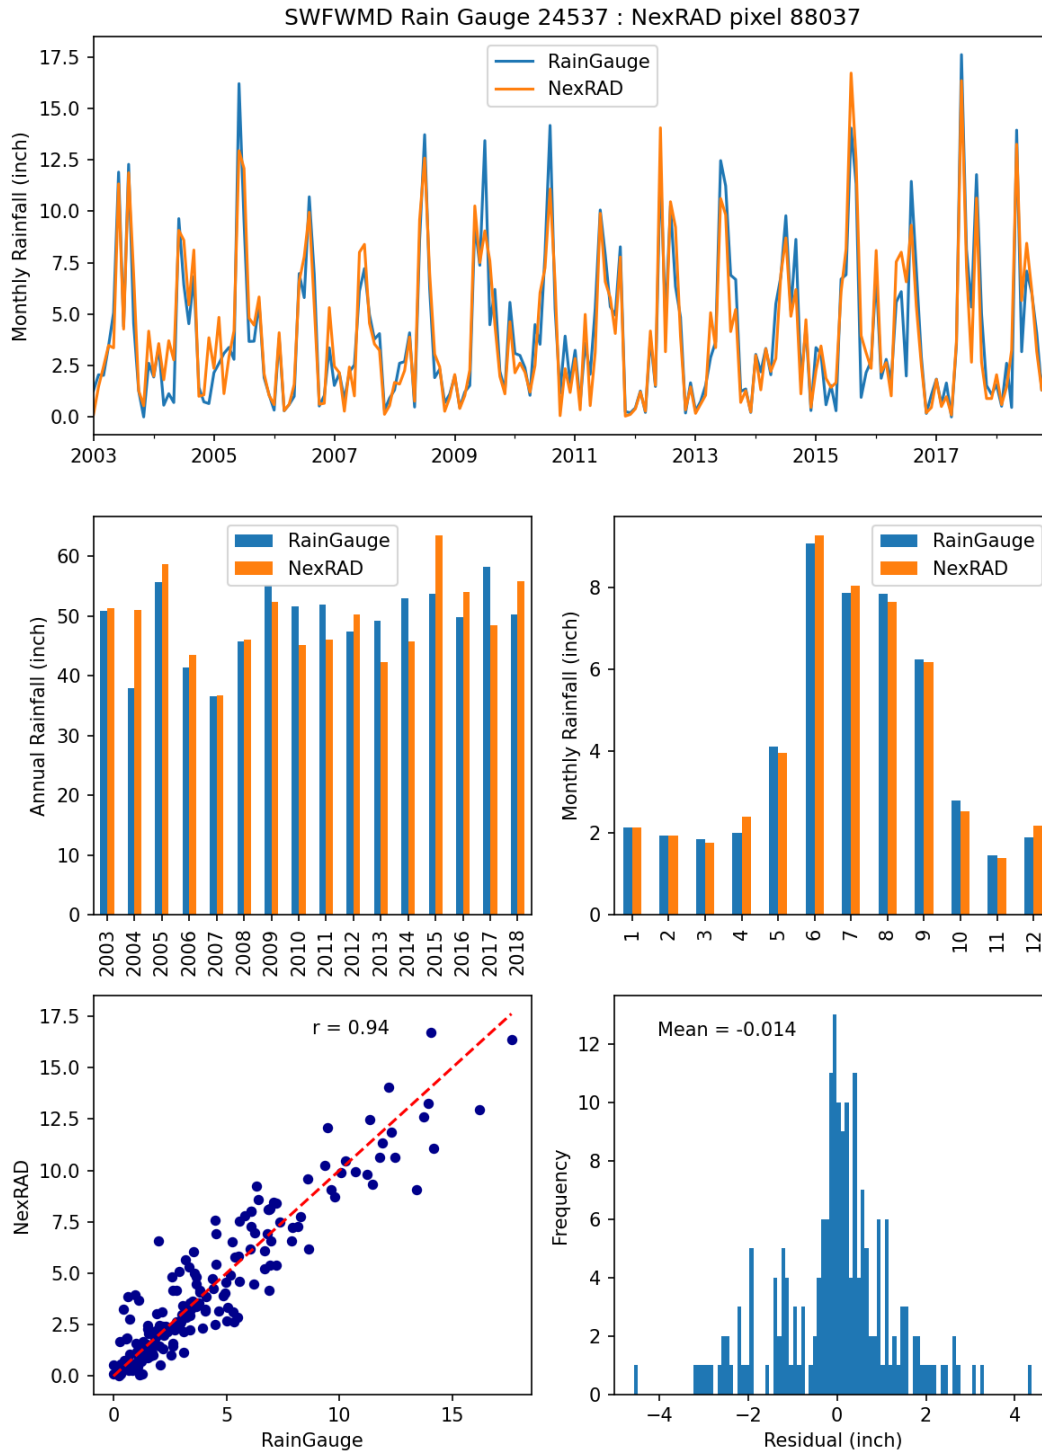 SWFWMD Rain Gauge 24537 : NexRAD pixel 88037
RainGauge
NexRAD
Monthly Rainfall (inch)
17.5
15.0
12.5
10.0
7.5
5.0
2.5
0.0
2003 2005 2007 2009 2011 2013 2015 2017
RainGauge
NexRAD
Annual Rainfall (inch)
60
50
40
30
20
10
0
2003 2004 2005 2006 2007 2008 2009 2010 2011 2012 2013 2014 2015 2016 2017 2018
RainGauge
NexRAD
Monthly Rainfall (inch)
8
6
4
2
0
1 2 3 4 5 6 7 8 9 10 11 12
r = 0.94
NexRAD
17.5
15.0
12.5
10.0
7.5
5.0
2.5
0.0
0 5 10 15
RainGauge
Mean = -0.014
Frequency
12
10
8
6
4
2
0
−4 −2 0 2 4
Residual (inch)